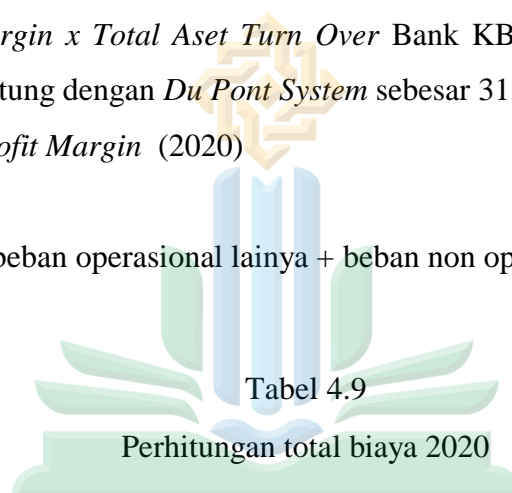 rgin x Total Aset Turn Over Bank KB
tung dengan Du Pont System sebesar 31.
ofit Margin (2020)
beban operasional lainya + beban non op
Tabel 4.9
Perhitungan total biaya 2020